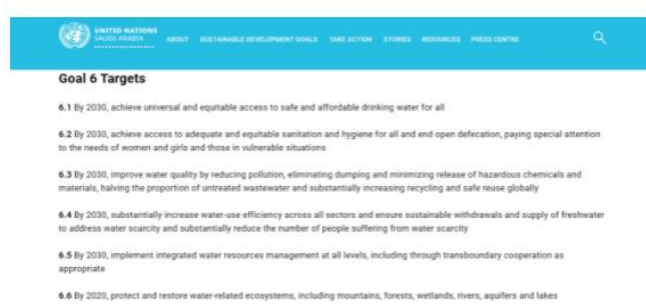 UNITED NATIONS
SAUDI ARABIA
ABOUT SUSTAINABLE DEVELOPMENT GOALS TAKE ACTION STORIES RESOURCES PRESS CENTRE
Goal 6 Targets
6.1 By 2030, achieve universal and equitable access to safe and affordable drinking water for all
6.2 By 2030, achieve access to adequate and equitable sanitation and hygiene for all and end open defecation, paying special attention
to the needs of women and girls and those in vulnerable situations
6.3 By 2030, improve water quality by reducing pollution, eliminating dumping and minimizing release of hazardous chemicals and
materials, halving the proportion of untreated wastewater and substantially increasing recycling and safe reuse globally
6.4 By 2030, substantially increase water-use efficiency across all sectors and ensure sustainable withdrawals and supply of freshwater
to address water scarcity and substantially reduce the number of people suffering from water scarcity
6.5 By 2030, implement integrated water resources management at all levels, including through transboundary cooperation as
appropriate
6.6 By 2020, protect and restore water-related ecosystems, including mountains, forests, wetlands, rivers, aquifers and lakes